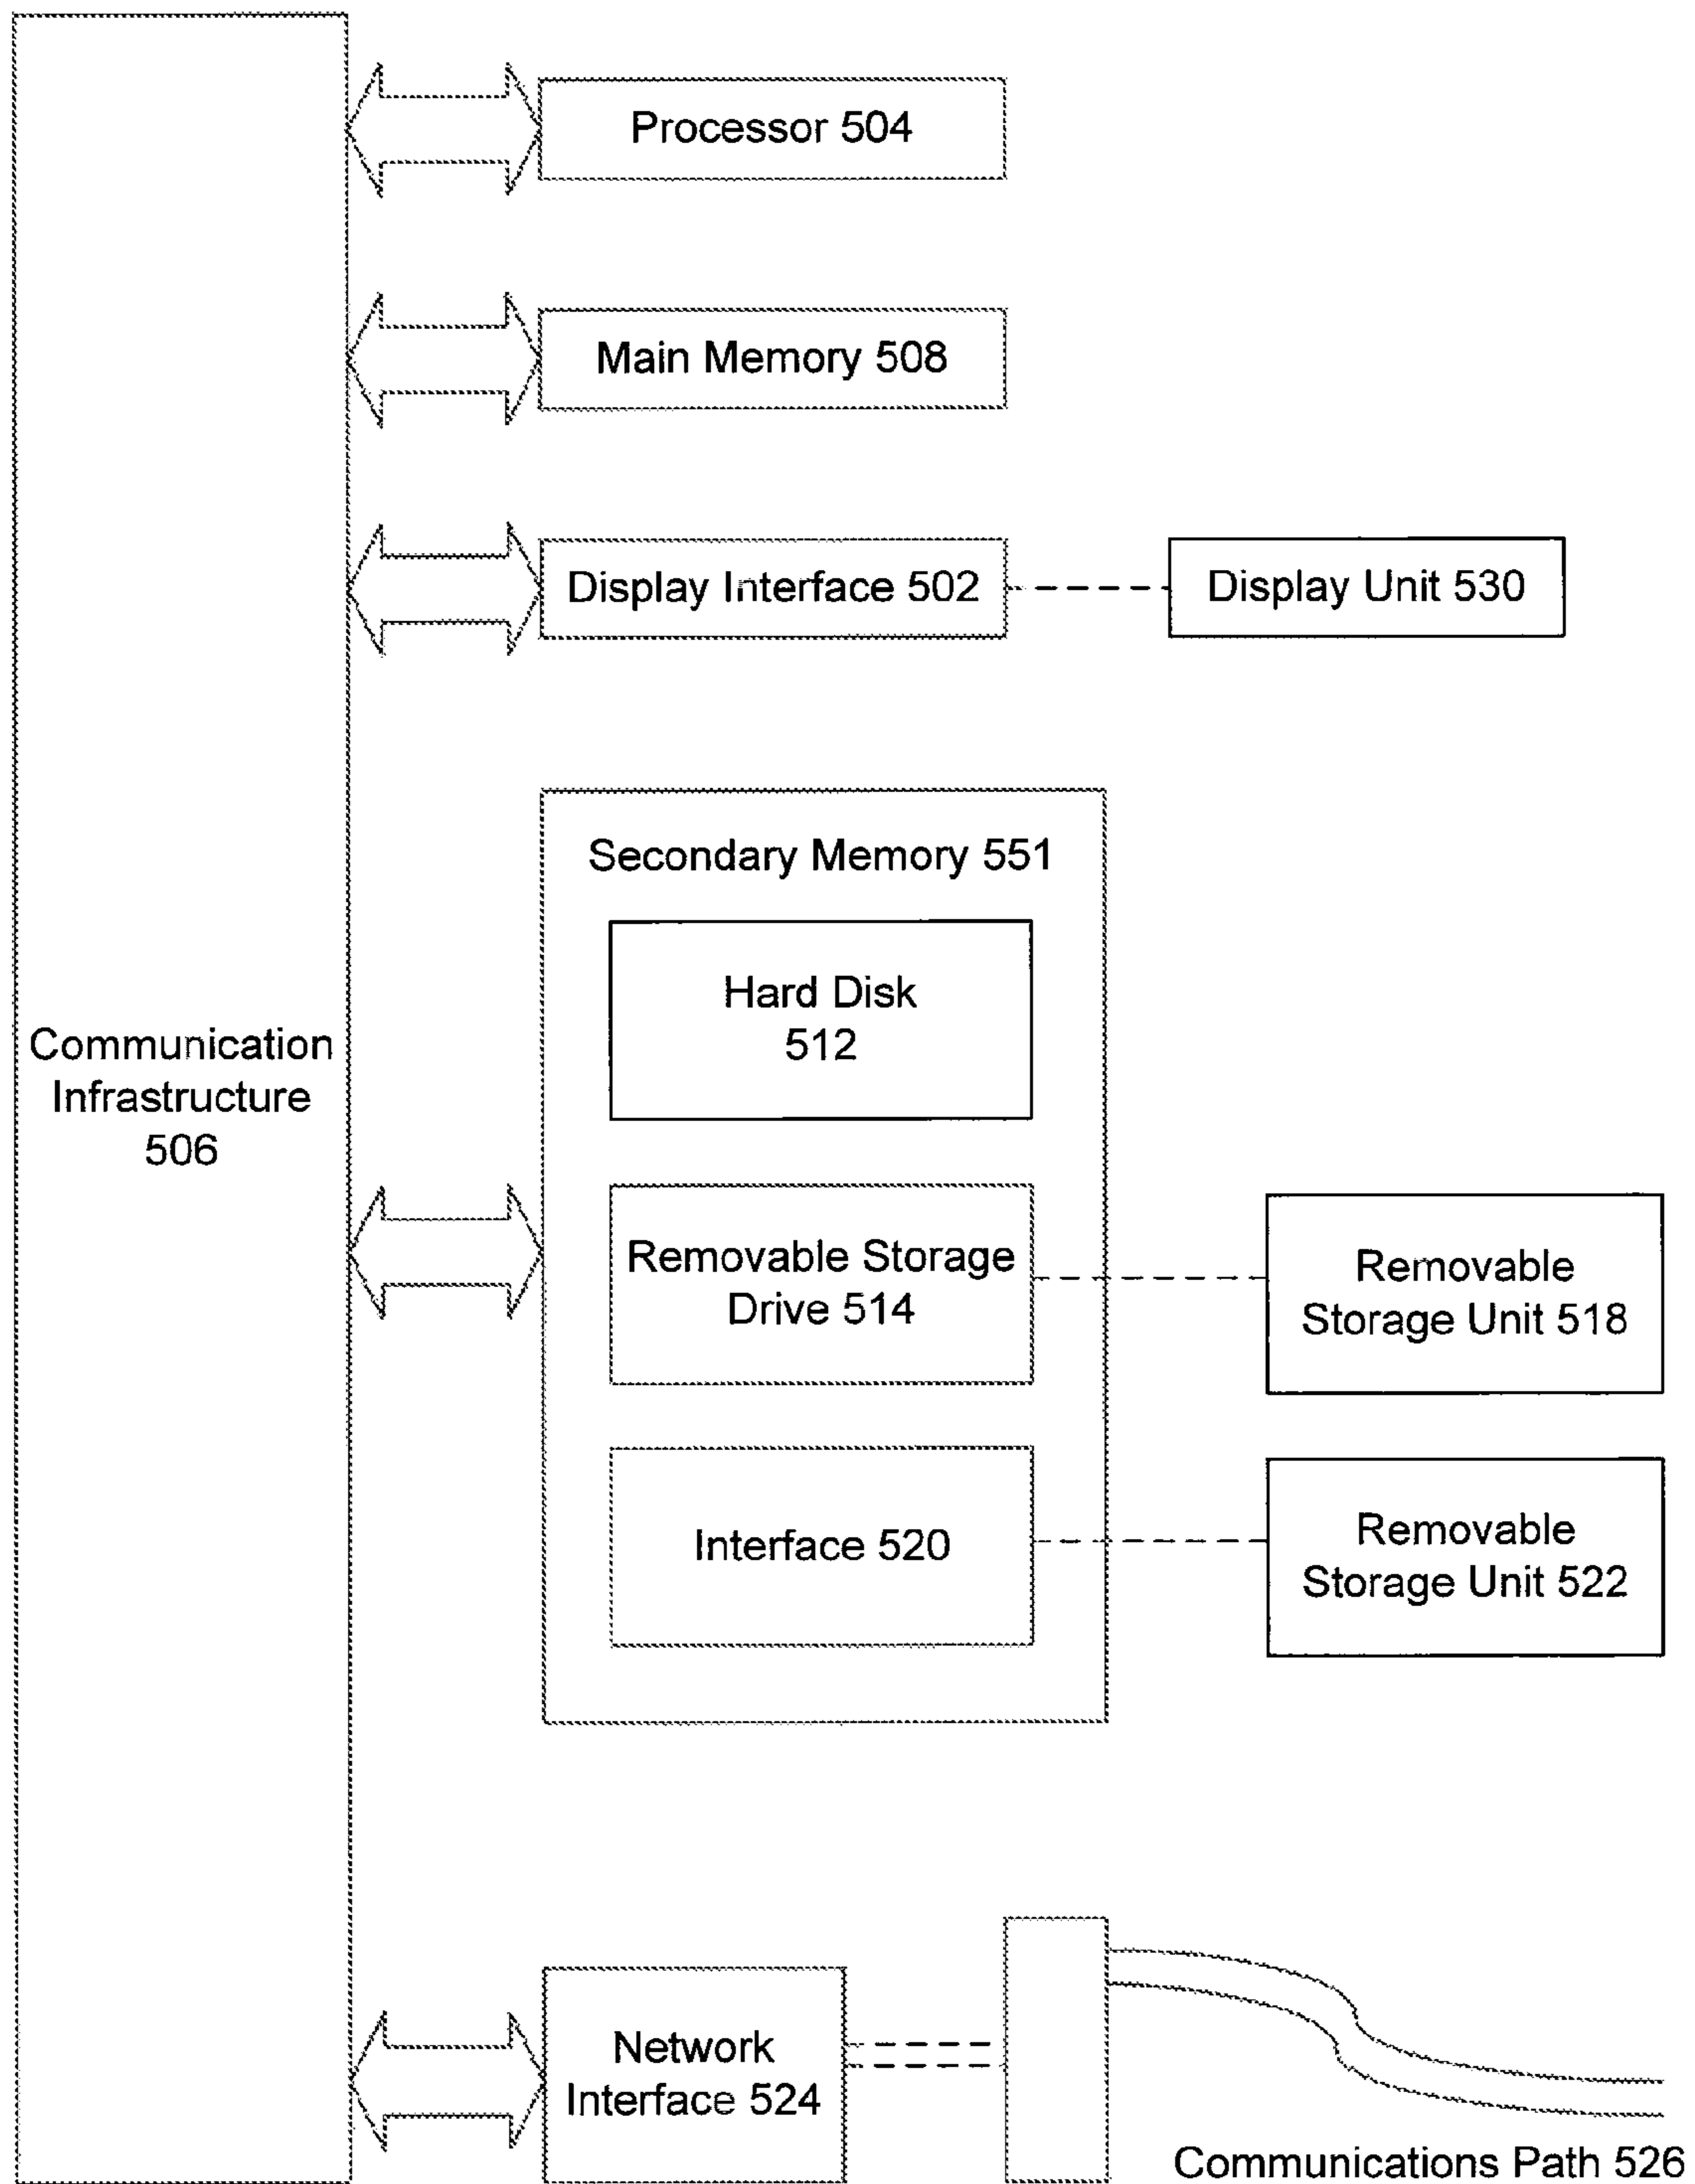 Processor 504
Main Memory 508
Display Interface 502
Display Unit 530
Secondary Memory 551
Hard Disk
512
Communication
Infrastructure
506
Removable Storage
Drive 514
Removable
Storage Unit 518
Interface 520
Removable
Storage Unit 522
Network
Interface 524
Communications Path 526